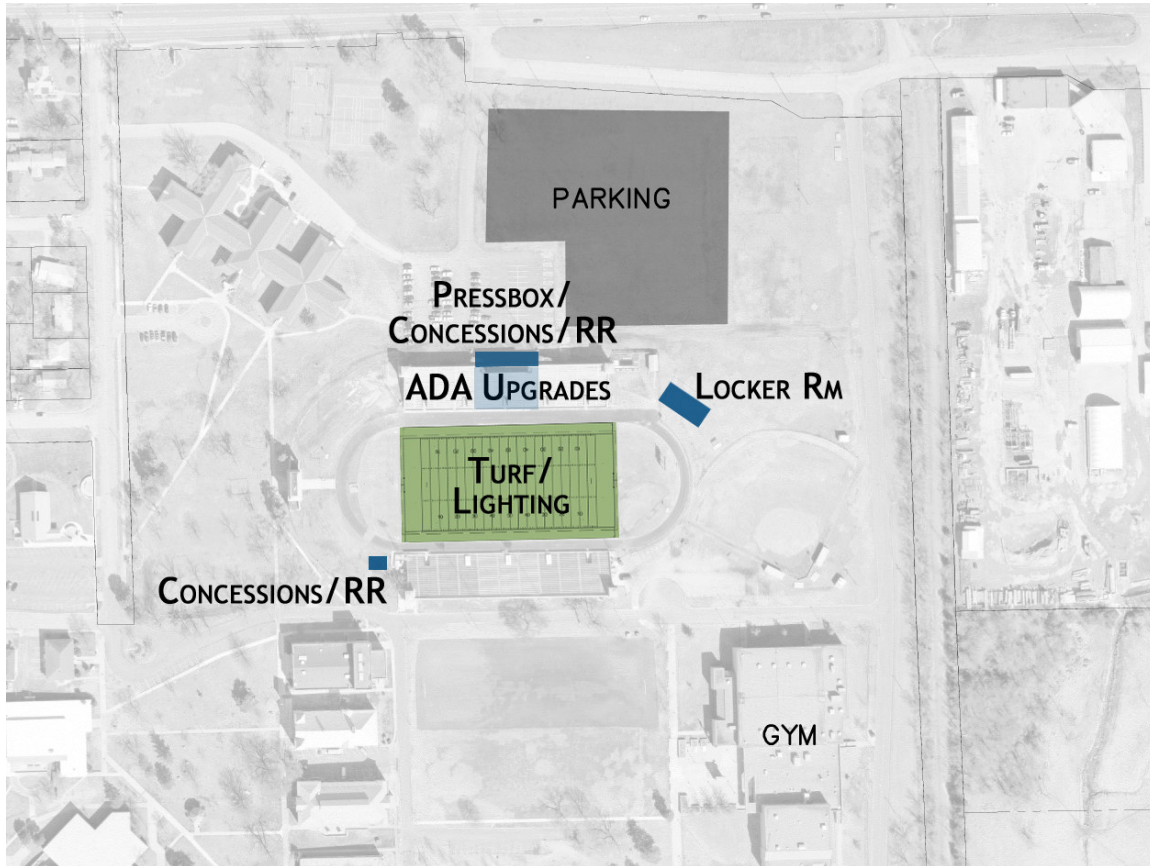 PARKING
PRESSBOX/
CONCESSIONS/RR
ADA UPGRADES
LOCKER RM
TURF/
LIGHTING
CONCESSIONS/RR
GYM